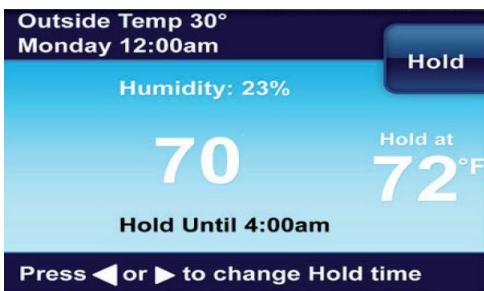 Outside Temp 30°
Monday 12:00am
Hold
Humidity: 23%
70
Hold at
72°F
Hold Until 4:00am
Press ◀ or ▶ to change Hold time